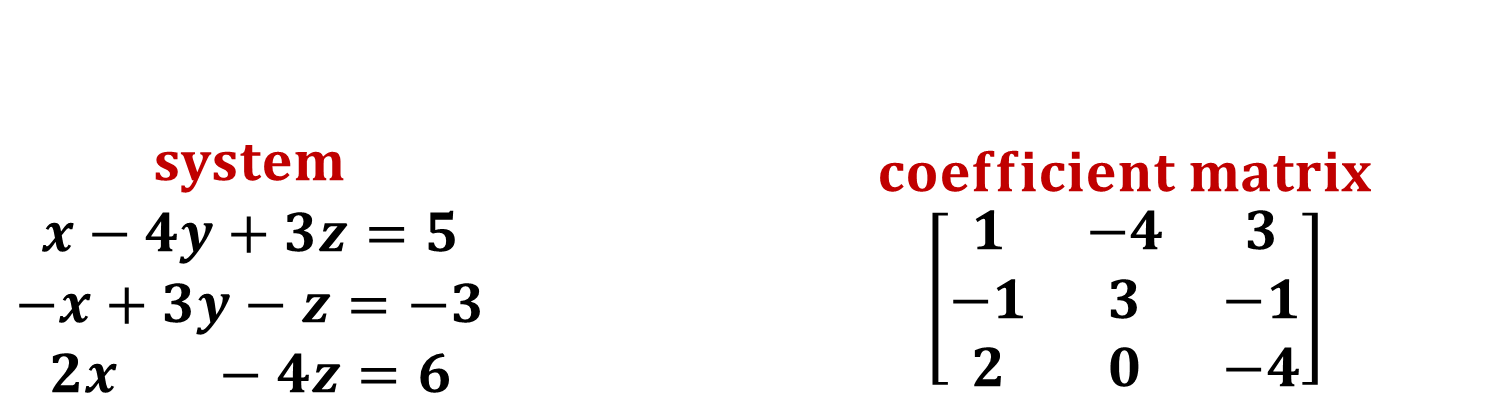 system
x − 4y + 3z = 5
−x + 3y − z = −3
2x − 4z = 6
coefficient matrix
1 −4 3
−1 3 −1
2 0 −4